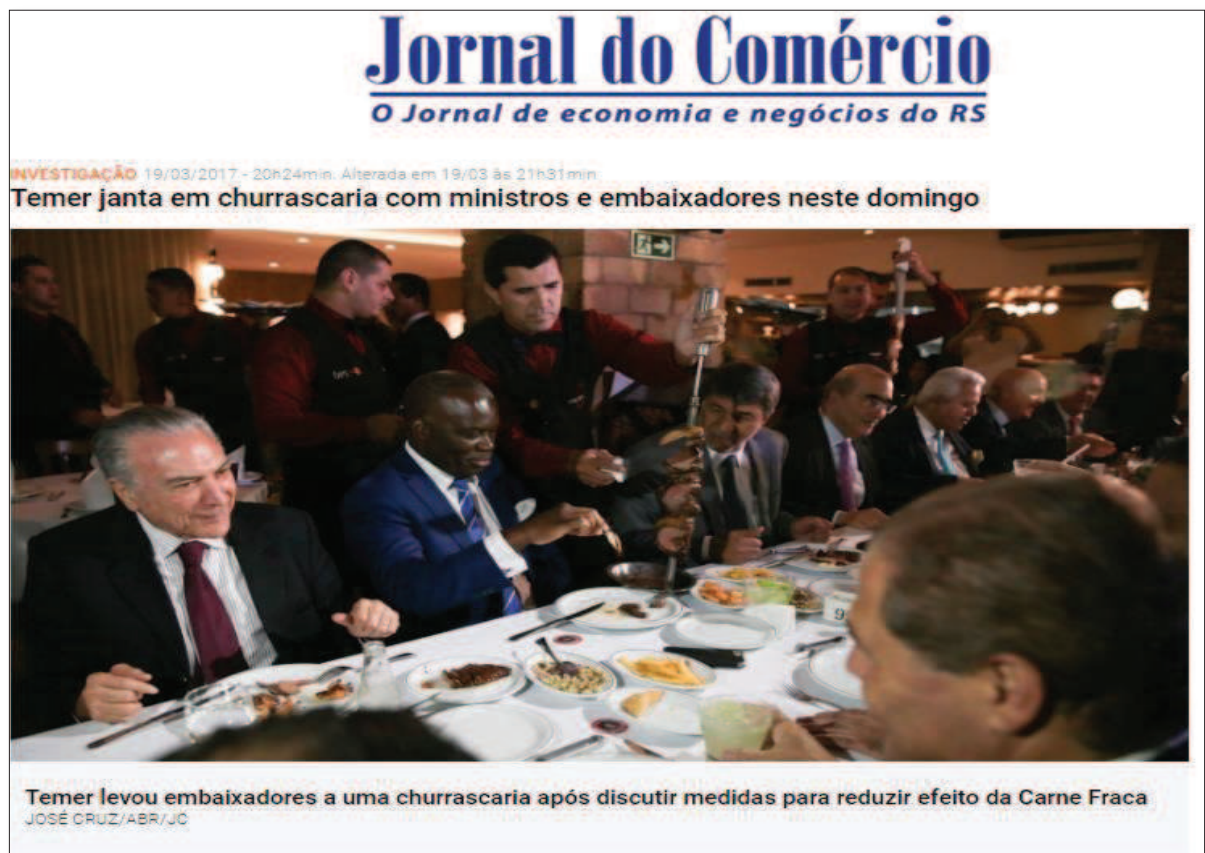 Jornal do Comércio
O Jornal de economia e negócios do RS
INVESTIGAÇÃO 19/03/2017 - 20h24min. Alterada em 19/03 às 21h31min
Temer janta em churrascaria com ministros e embaixadores neste domingo
9
Temer levou embaixadores a uma churrascaria após discutir medidas para reduzir efeito da Carne Fraca
JOSÉ CRUZ/ABR/JC